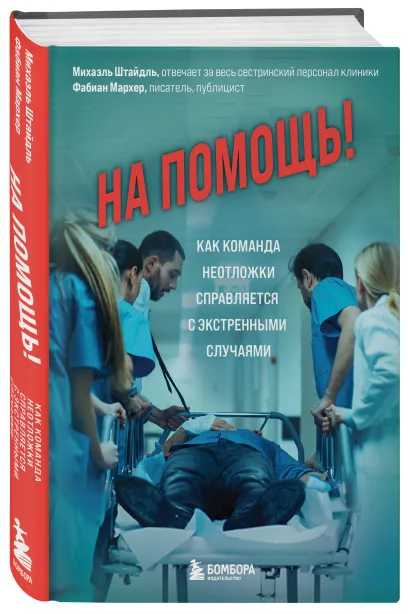 Михаэль Штайдль, отвечает за весь сестринский персонал клиники
Фабиан Мархер, писатель, публицист
НА ПОМОЩЬ!
КАК КОМАНДА
НЕОТЛОЖКИ
СПРАВЛЯЕТСЯ
С ЭКСТРЕННЫМИ
СЛУЧАЯМИ
БОМБОРА
ИЗДАТЕЛЬСТВО
Михаэль Штайдль
Фабиан Мархер
НА ПОМОЩЬ!
КАК КОМАНДА
НЕОТЛОЖКИ
СПРАВЛЯЕТСЯ
С ЭКСТРЕННЫМИ
СЛУЧАЯМИ
БОМБОРА